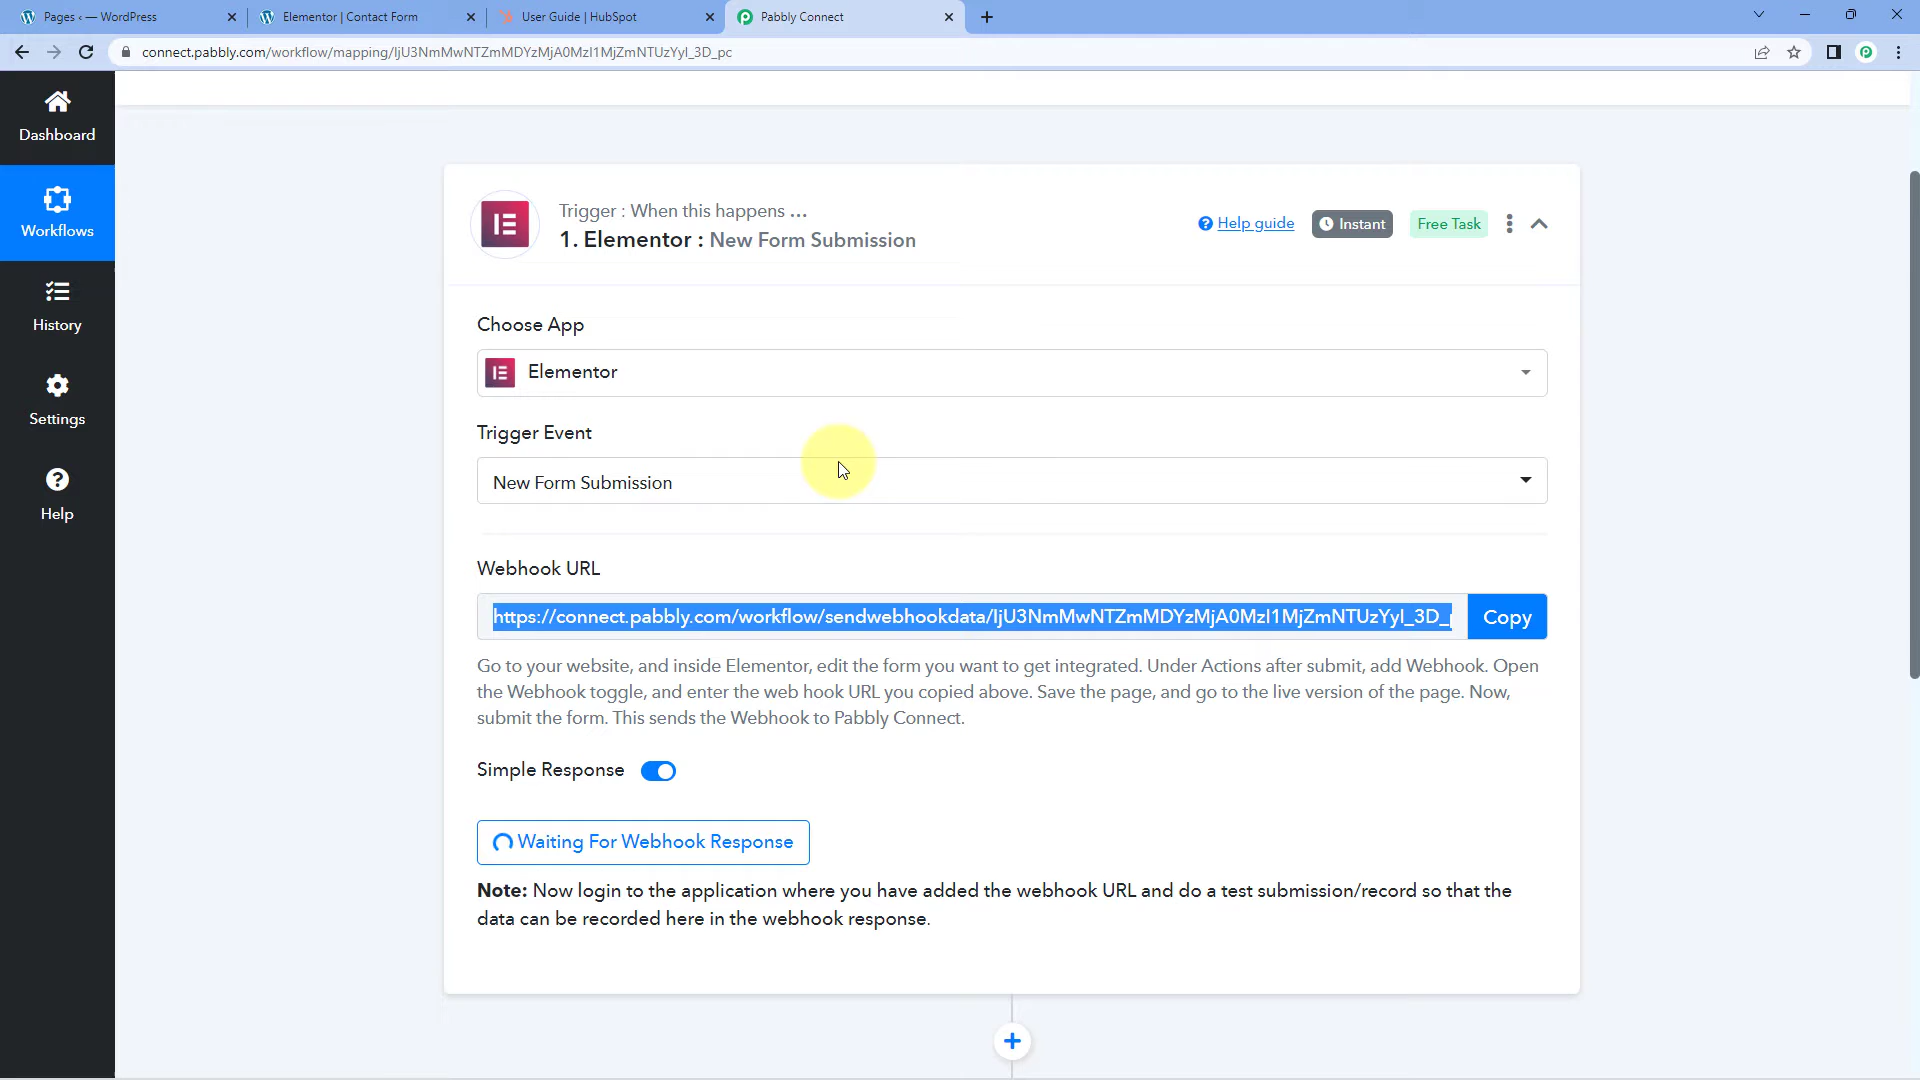 Pages ‹ — WordPress
Elementor | Contact Form
User Guide | HubSpot
Pabbly Connect
connect.pabbly.com/workflow/mapping/IjU3NmMwNTZmMDYzMjA0MzI1MjZmNTUzYyI_3D_pc
Dashboard
Workflows
History
Settings
Help
Trigger : When this happens ...
1. Elementor : New Form Submission
Help guide
Instant
Free Task
Choose App
Elementor
Trigger Event
New Form Submission
Webhook URL
https://connect.pabbly.com/workflow/sendwebhookdata/IjU3NmMwNTZmMDYzMjA0MzI1MjZmNTUzYyI_3D_
Copy
Go to your website, and inside Elementor, edit the form you want to get integrated. Under Actions after submit, add Webhook. Open
the Webhook toggle, and enter the web hook URL you copied above. Save the page, and go to the live version of the page. Now,
submit the form. This sends the Webhook to Pabbly Connect.
Simple Response
Waiting For Webhook Response
Note: Now login to the application where you have added the webhook URL and do a test submission/record so that the
data can be recorded here in the webhook response.